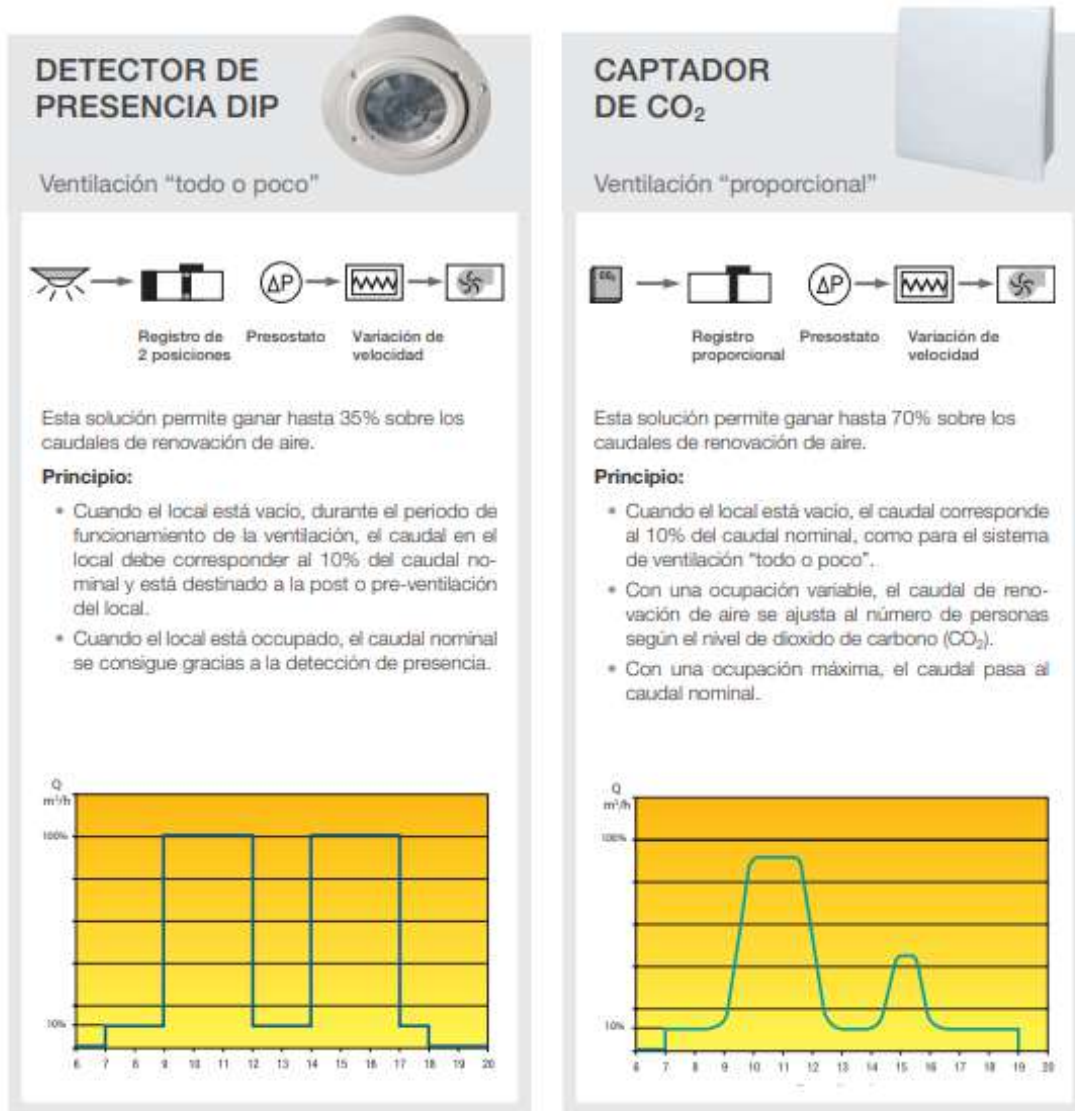 DETECTOR DE
PRESENCIA DIP
Ventilación “todo o poco”
ΔP
Registro de
2 posiciones
Presostato
Variación de
velocidad
Esta solución permite ganar hasta 35% sobre los
caudales de renovación de aire.
Principio:
• Cuando el local está vacío, durante el periodo de
funcionamiento de la ventilación, el caudal en el
local debe corresponder al 10% del caudal no-
minal y está destinado a la post o pre-ventilación
del local.
• Cuando el local está occupado, el caudal nominal
se consigue gracias a la detección de presencia.
Q
m³/h
100%
10%
6 7 8 9 10 11 12 13 14 15 16 17 18 19 20
CAPTADOR
DE CO₂
Ventilación “proporcional”
CO₂
ΔP
Registro
proporcional
Presostato
Variación de
velocidad
Esta solución permite ganar hasta 70% sobre los
caudales de renovación de aire.
Principio:
• Cuando el local está vacío, el caudal corresponde
al 10% del caudal nominal, como para el sistema
de ventilación “todo o poco”.
• Con una ocupación variable, el caudal de reno-
vación de aire se ajusta al número de personas
según el nivel de dioxido de carbono (CO₂).
• Con una ocupación máxima, el caudal pasa al
caudal nominal.
Q
m³/h
100%
10%
6 7 8 9 10 11 12 13 14 15 16 17 18 19 20